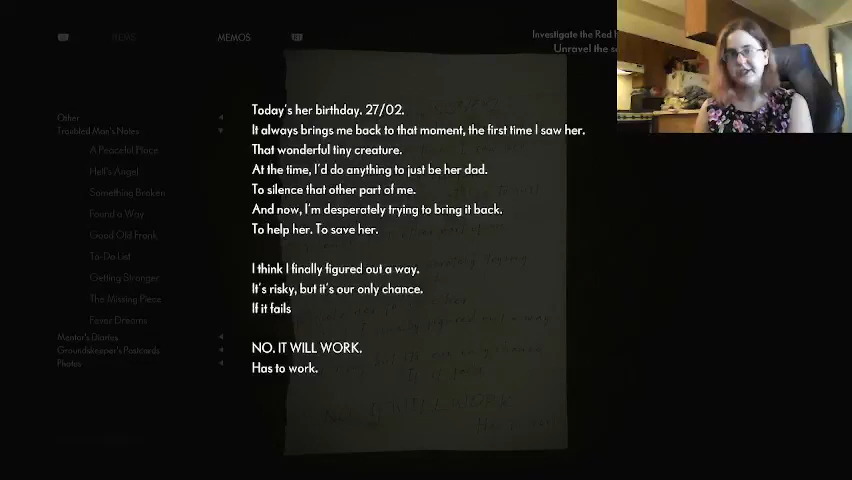 ITEMS
MEMOS
RT
Investigate the Red
Unravel the
Other
Troubled Man's Notes
A Peaceful Place
Hell's Angel
Something Broken
Found a Way
Good Old Frank
To-Do List
Getting Stronger
The Missing Piece
Fever Dreams
Mentor's Diaries
Groundskeeper's Postcards
Photos
Today's her birthday. 27/02.
It always brings me back to that moment, the first time I saw her.
That wonderful tiny creature.
At the time, I'd do anything to just be her dad.
To silence that other part of me.
And now, I'm desperately trying to bring it back.
To help her. To save her.
I think I finally figured out a way.
It's risky, but it's our only chance.
If it fails
NO. IT WILL WORK.
Has to work.